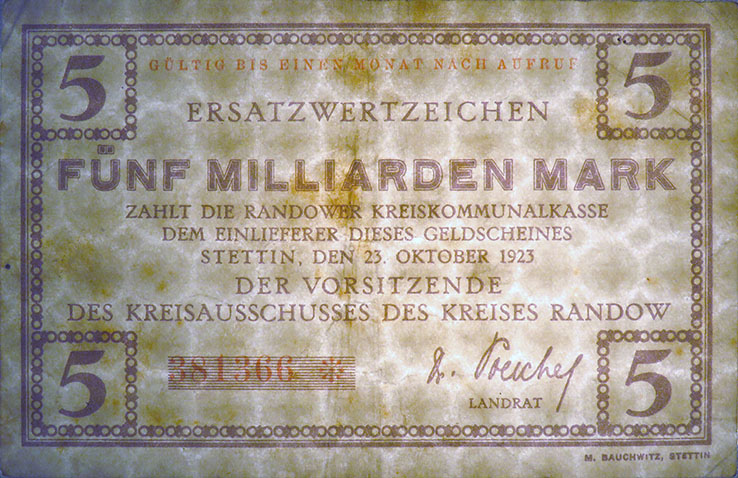 5 GÜLTIG BIS EINEN MONAT NACH AUFRUF 5
ERSATZWERTZEICHEN
FÜNF MILLIARDEN MARK
ZAHLT DIE RANDOWER KREISKOMMUNALKASSE
DEM EINLIEFERER DIESES GELDSCHEINES
STETTIN, DEN 23. OKTOBER 1923
DER VORSITZENDE
DES KREISAUSSCHUSSES DES KREISES RANDOW
5 381366 * 5
LANDRAT
M. BAUCHWITZ, STETTIN